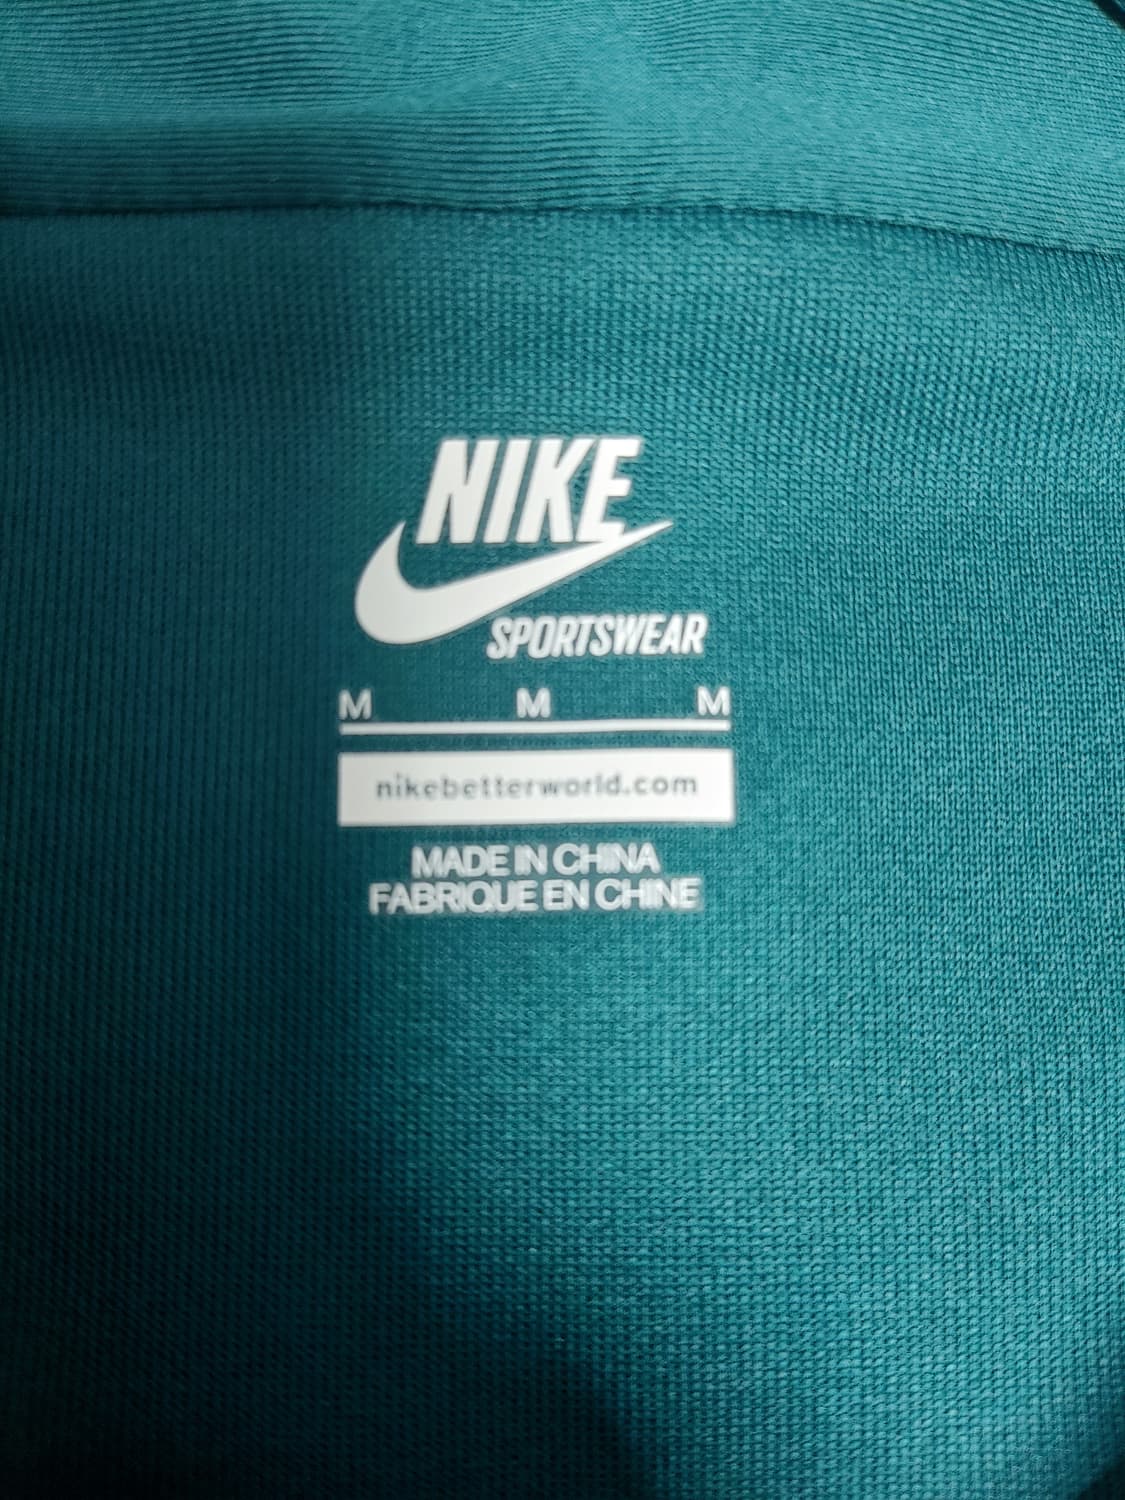 NIKE
SPORTSWEAR
M M M
nikebetterworld.com
MADE IN CHINA
FABRIQUE EN CHINE